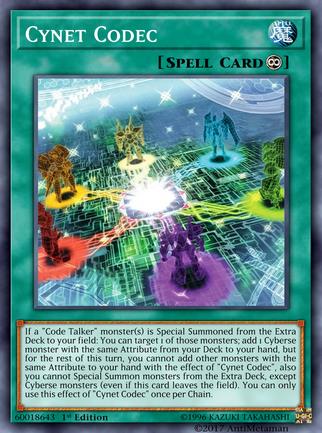 Cynet Codec
[Spell Card]
If a "Code Talker" monster(s) is Special Summoned from the Extra
Deck to your field: You can target 1 of those monsters; add 1 Cyberse
monster with the same Attribute from your Deck to your hand, but
for the rest of this turn, you cannot add other monsters with the
same Attribute to your hand with the effect of "Cynet Codec", also
you cannot Special Summon monsters from the Extra Deck, except
Cyberse monsters (even if this card leaves the field). You can only
use this effect of "Cynet Codec" once per Chain.
60018643 1st Edition ©1996 KAZUKI TAKAHASHI
©2017 AntiMetaman